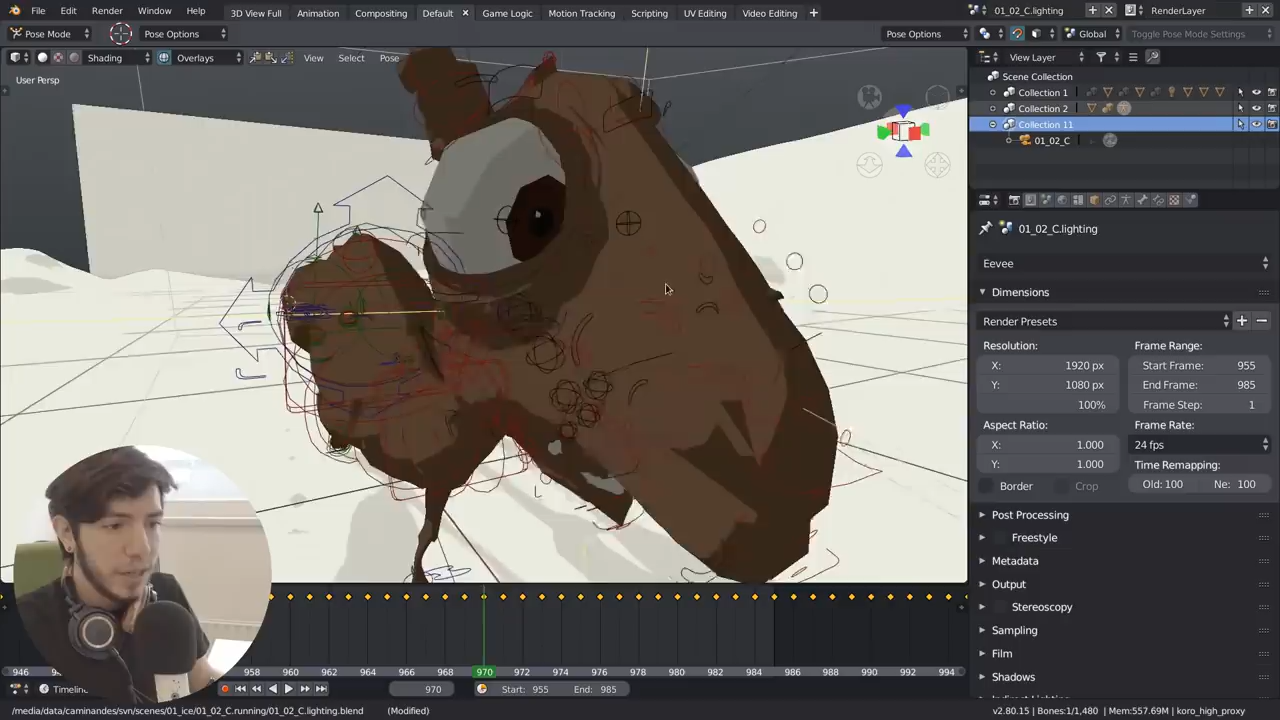 File Edit Render Window Help 3D View Full Animation Compositing Default Game Logic Motion Tracking Scripting UV Editing Video Editing 01_02_C.lighting RenderLayer
Pose Mode Pose Options Pose Options Global Toggle Pose Mode Settings
Shading Overlays View Select Pose View Layer
User Persp
Scene Collection
Collection 1
Collection 2
Collection 11
01_02_C
01_02_C.lighting
Eevee
Dimensions
Render Presets
Resolution: Frame Range:
X: 1920 px Start Frame: 955
Y: 1080 px End Frame: 985
100% Frame Step: 1
Aspect Ratio: Frame Rate:
X: 1.000 24 fps
Y: 1.000 Time Remapping:
Border Crop Old: 100 Ne: 100
Post Processing
Freestyle
Metadata
Output
Stereoscopy
Sampling
Film
Shadows
946 958 960 962 964 966 968 970 972 974 976 978 980 982 984 986 988 990 992 994
Timeline 970 Start: 955 End: 985
/media/data/caminandes/svn/scenes/01_ice/01_02_C.running/01_02_C.lighting.blend (Modified) v2.80.15 | Bones:1/1,480 | Mem:557.69M | koro_high_proxy